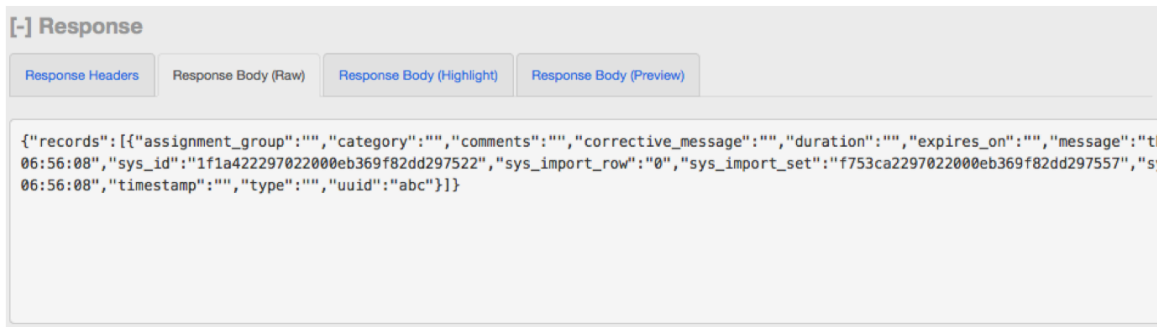 [-] Response
Response Headers Response Body (Raw) Response Body (Highlight) Response Body (Preview)
{"records":[{"assignment_group":"","category":"","comments":"","corrective_message":"","duration":"","expires_on":"","message":"
06:56:08","sys_id":"1f1a422297022000eb369f82dd297522","sys_import_row":"0","sys_import_set":"f753ca2297022000eb369f82dd297557","
06:56:08","timestamp":"","type":"","uuid":"abc"}]}